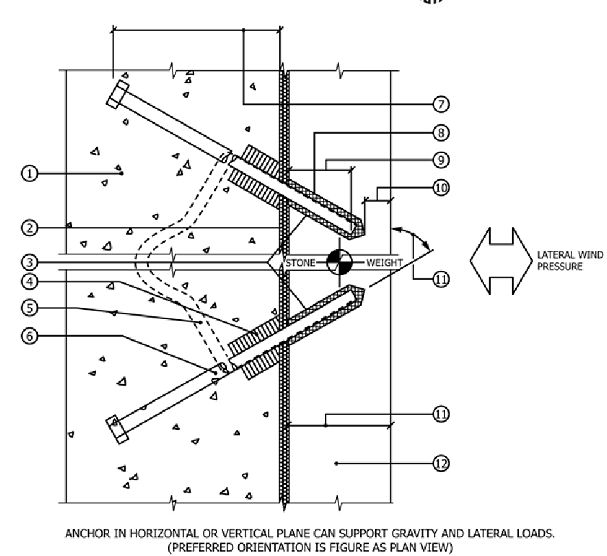 7
8
1
9
10
2
3
STONE WEIGHT
LATERAL WIND
PRESSURE
11
4
5
6
11
12
ANCHOR IN HORIZONTAL OR VERTICAL PLANE CAN SUPPORT GRAVITY AND LATERAL LOADS.
(PREFERRED ORIENTATION IS FIGURE AS PLAN VIEW)